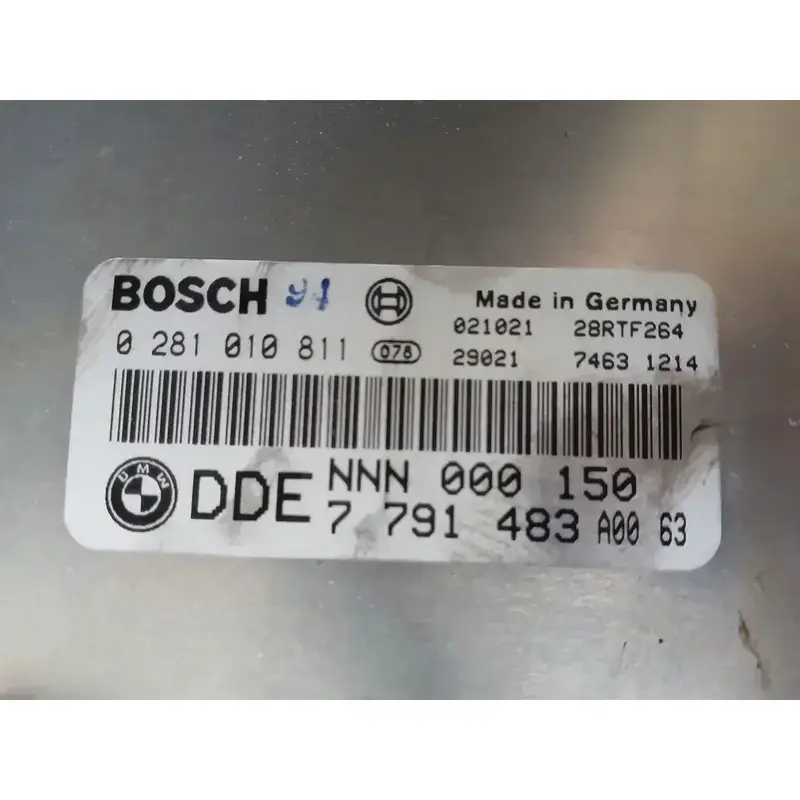 BOSCH 94
Made in Germany
0 281 010 811 078
021021 28RTF264
29021 7463 1214
BMW
DDE
NNN 000 150
7 791 483 A00 63